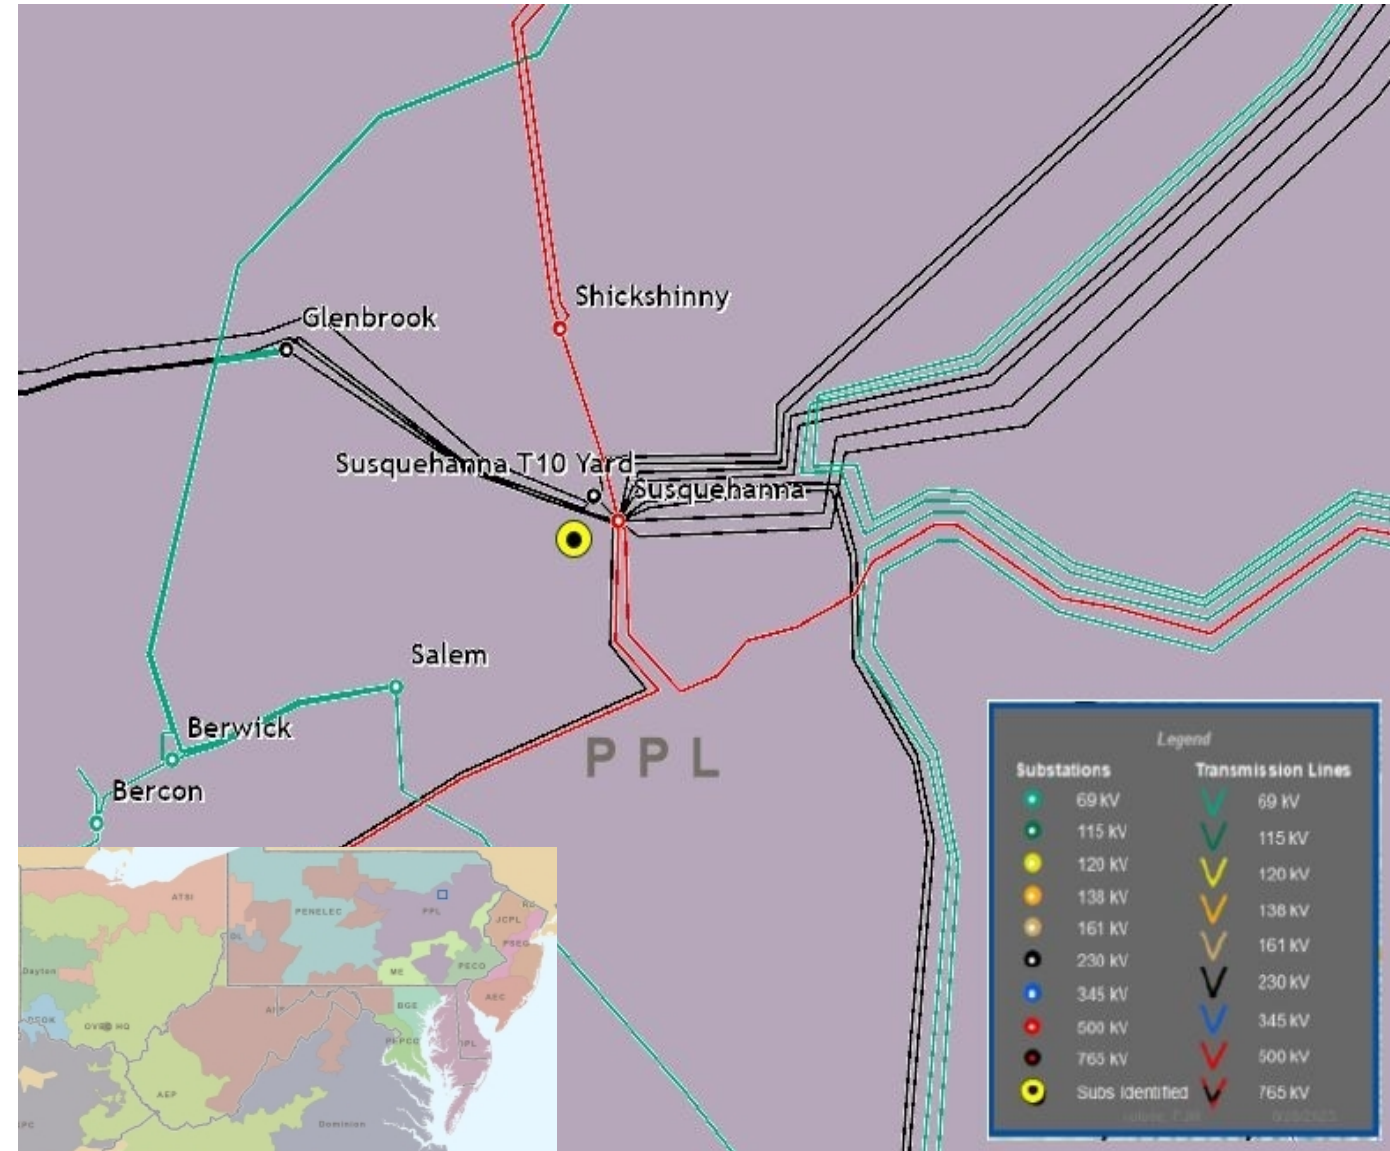 Shickshinny
Glenbrook
Susquehanna T10 Yard
Susquehanna
Salem
Berwick
Bercon
PPL
Legend
Substations
69 kV
115 kV
120 kV
138 kV
161 kV
230 kV
345 kV
500 kV
765 kV
Subs Identified
Transmission Lines
69 kV
115 kV
120 kV
138 kV
161 kV
230 kV
345 kV
500 kV
765 kV
ATSI
PENELEC
PPL
JCPL
PSEG
DL
Dayton
ME
PECO
AEC
BGE
PEPCO
OVEC HQ
AEP
Dominion